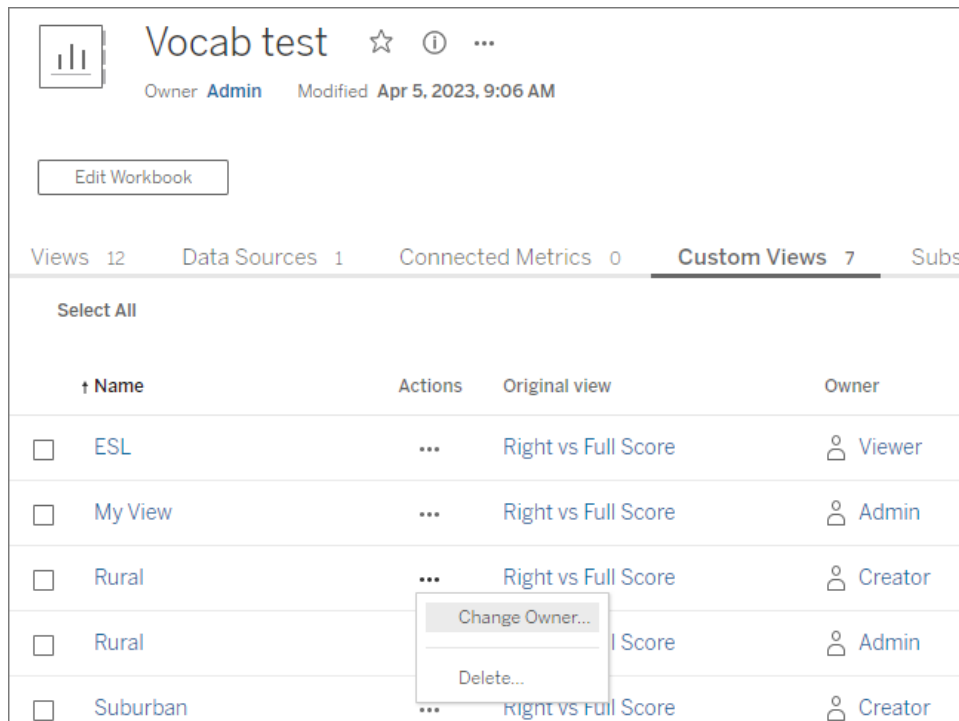 Vocab test
Owner Admin Modified Apr 5, 2023, 9:06 AM
Edit Workbook
Views 12 Data Sources 1 Connected Metrics 0 Custom Views 7 Subs
Select All
↑ Name Actions Original view Owner
ESL ... Right vs Full Score Viewer
My View ... Right vs Full Score Admin
Rural ... Right vs Full Score Creator
Change Owner...
Rural l Score Admin
Delete...
Suburban ... Right vs Full Score Creator